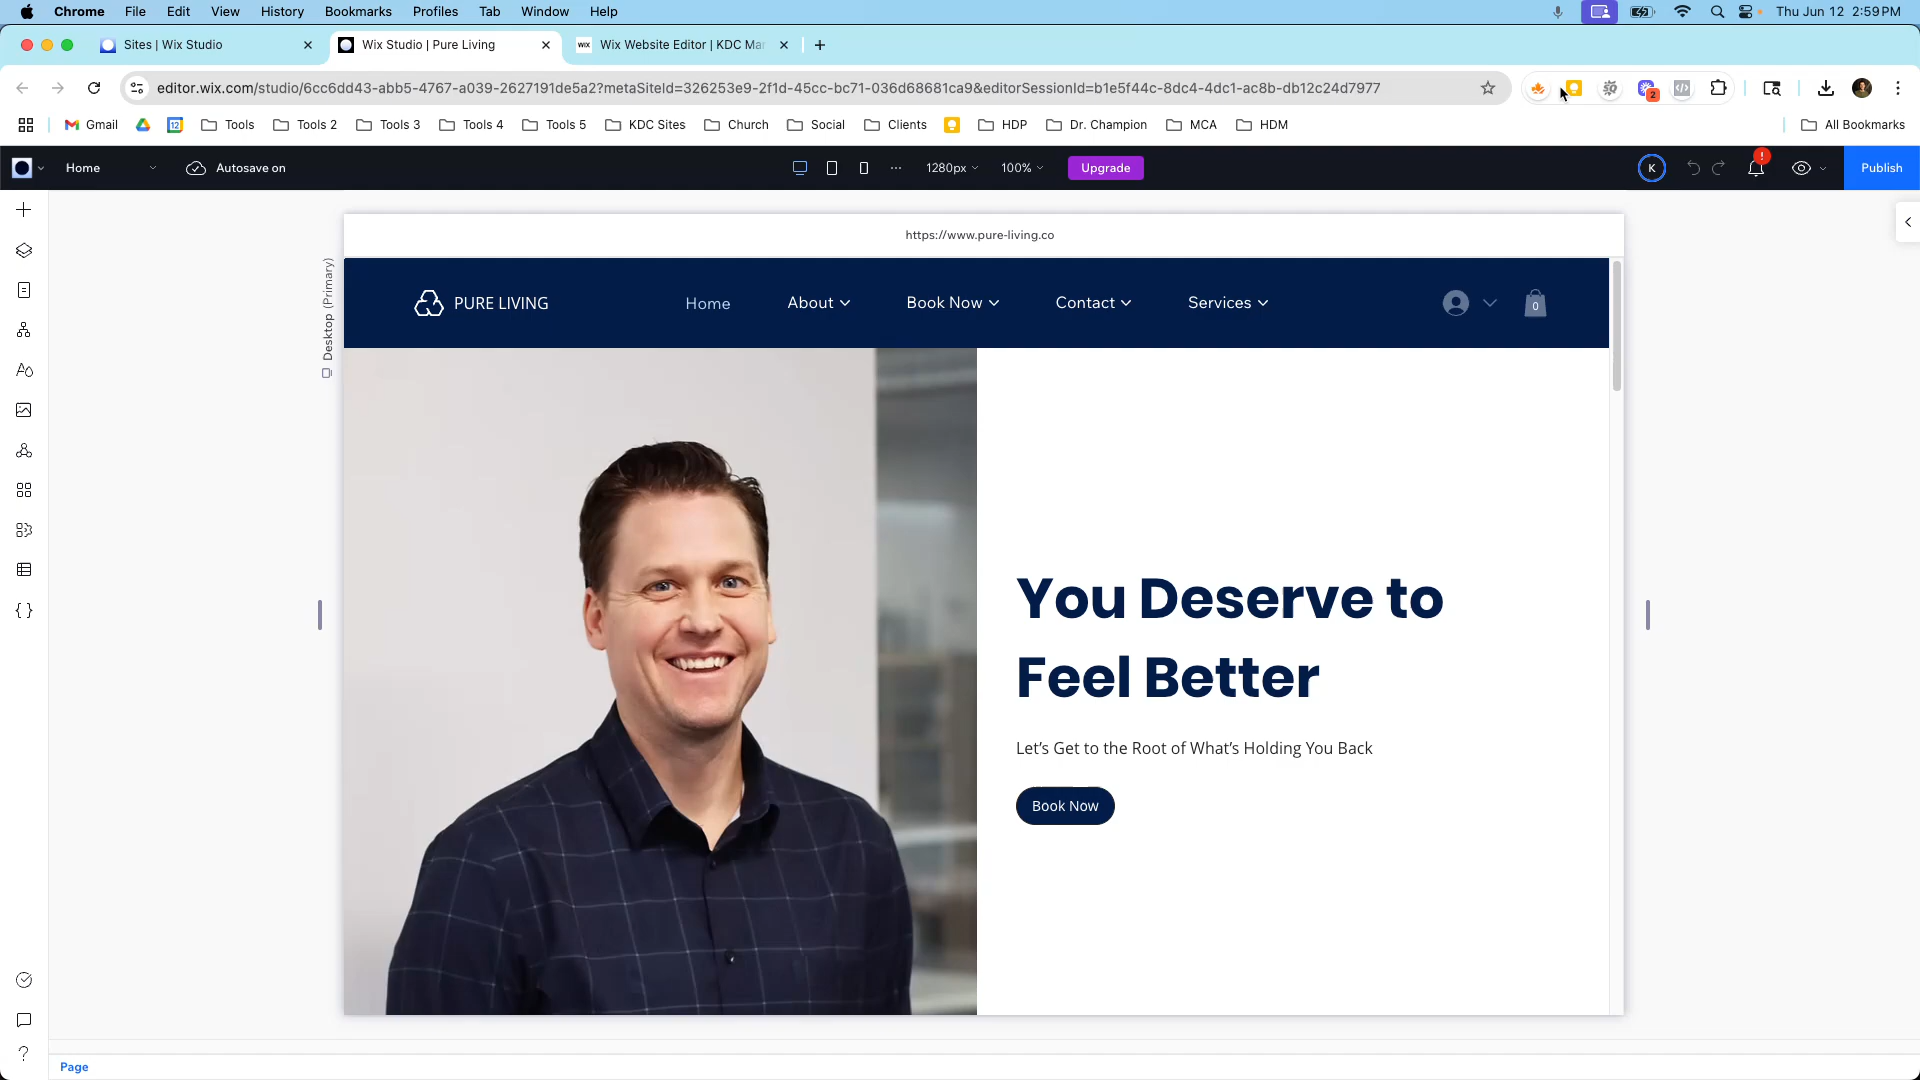 Chrome File Edit View History Bookmarks Profiles Tab Window Help Thu Jun 12 2:59 PM
Sites | Wix Studio Wix Studio | Pure Living WIX Wix Website Editor | KDC Mar
editor.wix.com/studio/6cc6dd43-abb5-4767-a039-2627191de5a2?metaSiteId=326253e9-2f1d-45cc-bc71-036d68681ca9&editorSessionId=b1e5f44c-8dc4-4dc1-ac8b-db12c24d7977 2
Gmail 12 Tools Tools 2 Tools 3 Tools 4 Tools 5 KDC Sites Church Social Clients HDP Dr. Champion MCA HDM All Bookmarks
Home Autosave on 1280px 100% Upgrade K ! Publish
https://www.pure-living.co
Desktop (Primary)
PURE LIVING Home About Book Now Contact Services 0
You Deserve to
Feel Better
Let's Get to the Root of What's Holding You Back
Book Now
Page